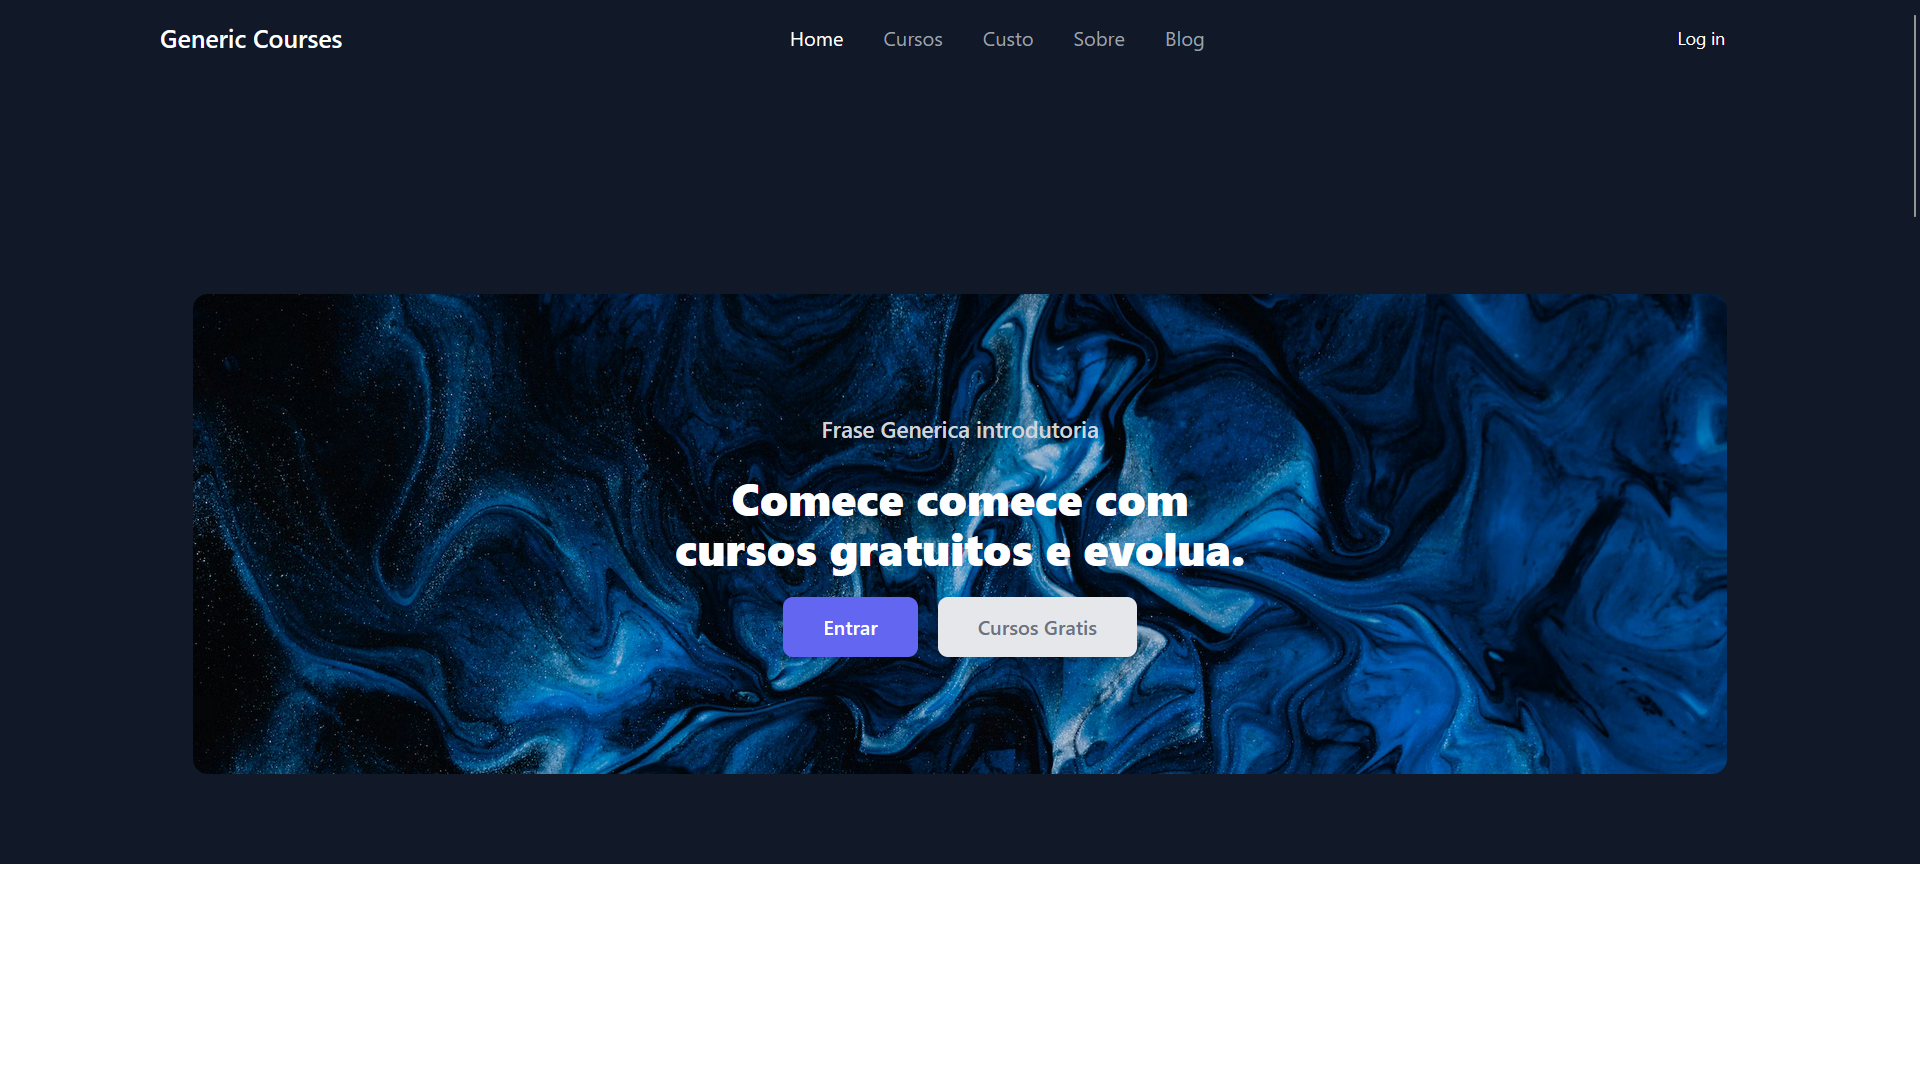 Generic Courses
Home
Cursos
Custo
Sobre
Blog
Log in
Frase Generica introdutoria
Comece comece com
cursos gratuitos e evolua.
Entrar
Cursos Gratis